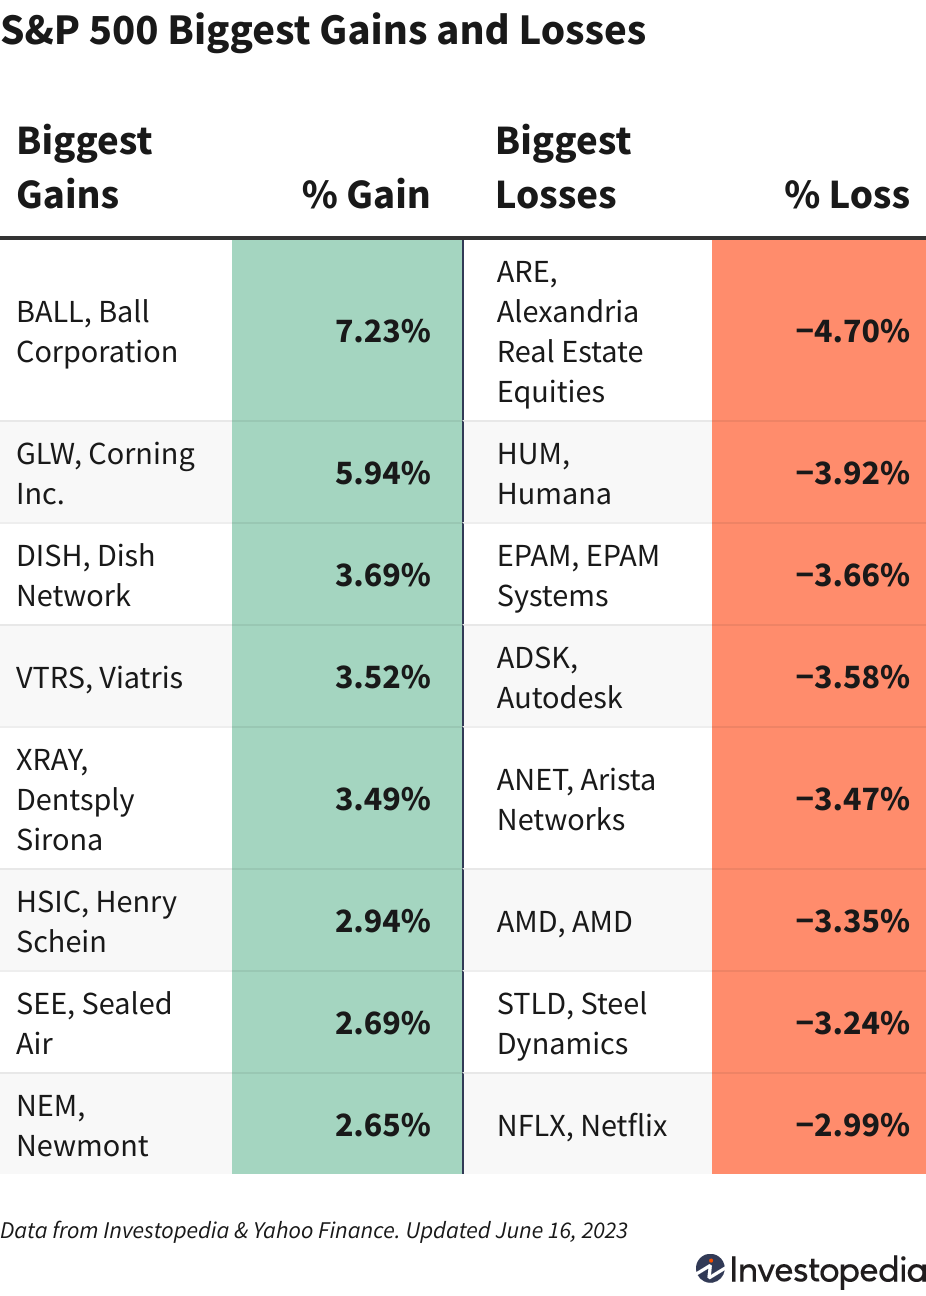 S&P 500 Biggest Gains and Losses
Biggest
Gains
% Gain
Biggest
Losses
% Loss
BALL, Ball
Corporation
7.23%
ARE,
Alexandria
Real Estate
Equities
−4.70%
GLW, Corning
Inc.
5.94%
HUM,
Humana
−3.92%
DISH, Dish
Network
3.69%
EPAM, EPAM
Systems
−3.66%
VTRS, Viatris
3.52%
ADSK,
Autodesk
−3.58%
XRAY,
Dentsply
Sirona
3.49%
ANET, Arista
Networks
−3.47%
HSIC, Henry
Schein
2.94%
AMD, AMD
−3.35%
SEE, Sealed
Air
2.69%
STLD, Steel
Dynamics
−3.24%
NEM,
Newmont
2.65%
NFLX, Netflix
−2.99%
Data from Investopedia & Yahoo Finance. Updated June 16, 2023
Investopedia